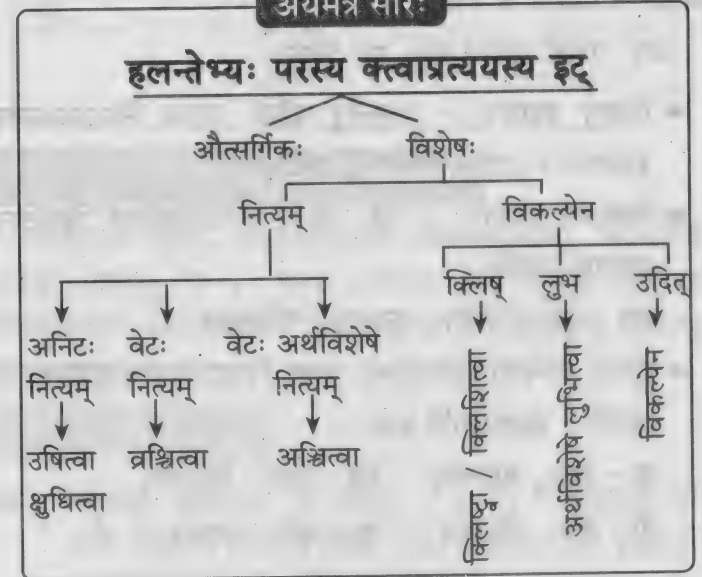 अयमत्र सारः
हलन्तेभ्यः परस्य क्त्वाप्रत्ययस्य इट्
औत्सर्गिकः विशेषः
नित्यम् विकल्पेन
क्लिष् लुभ उदित्
अनिटः वेटः वेटः अर्थविशेषे
नित्यम् नित्यम् नित्यम्
उषित्वा व्रश्चित्वा अञ्चित्वा
क्षुधित्वा
क्लिष्ट्वा / क्लिशित्वा
अर्थविशेषे लुभित्वा
विकल्पेन